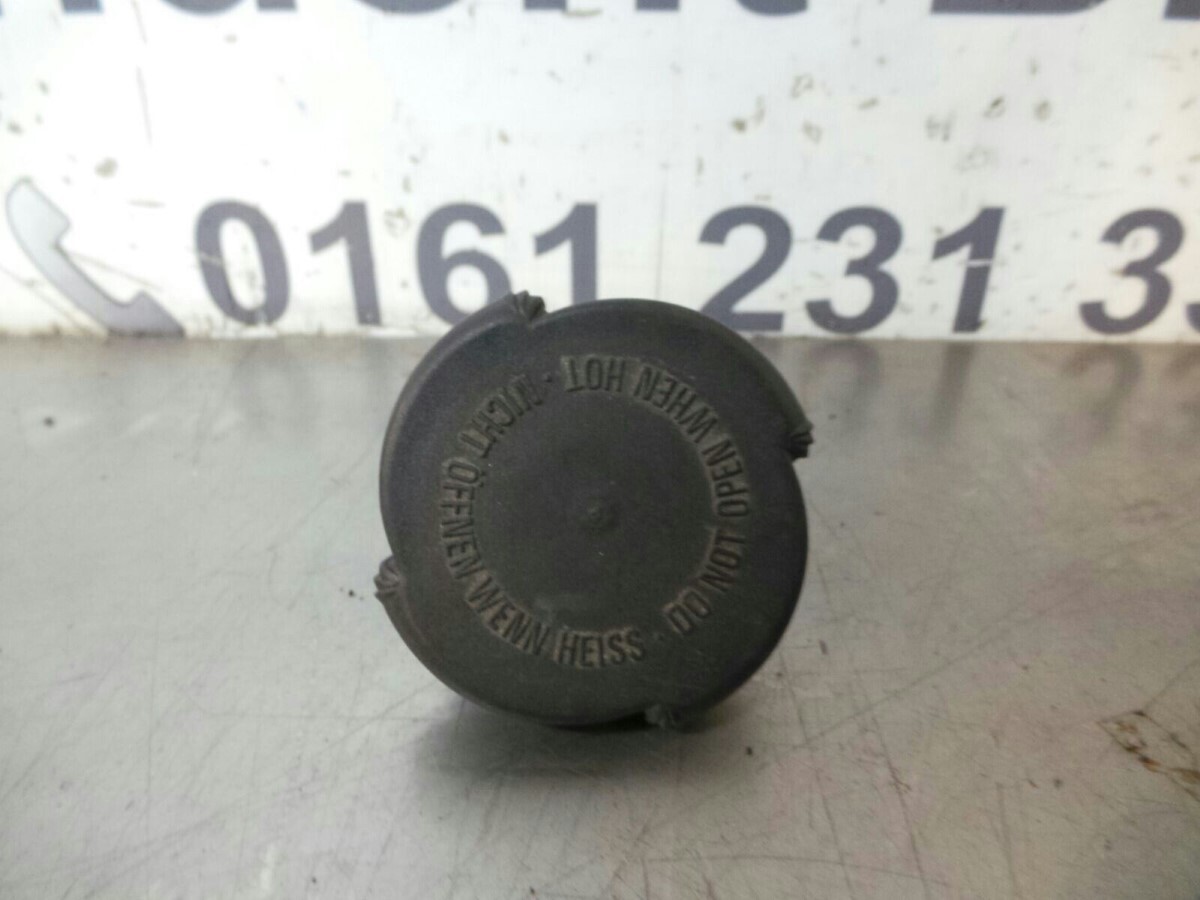 0161 231 3
DO NOT OPEN WHEN HOT ·
NICHT ÖFFNEN WENN HEISS ·